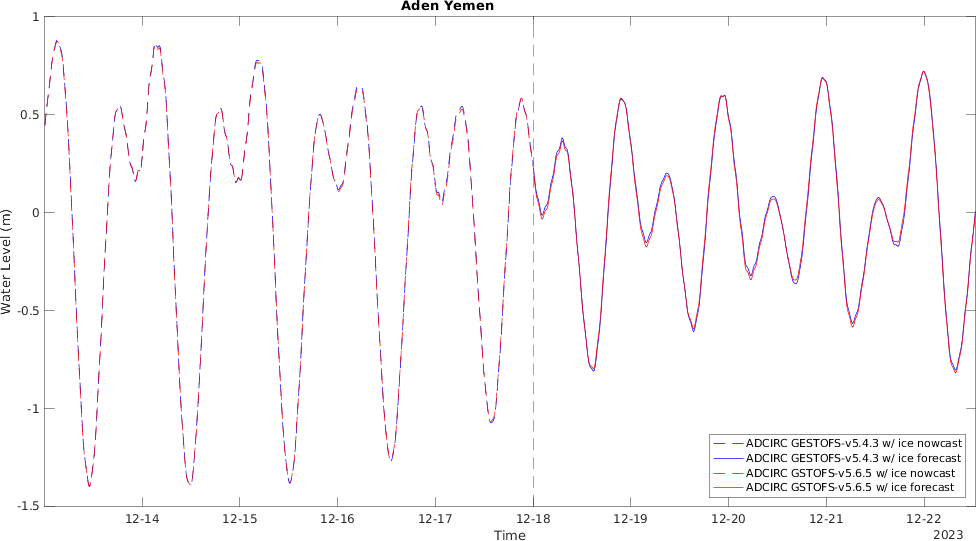 Aden Yemen
1
0.5
0
-0.5
-1
-1.5
Water Level (m)
12-14
12-15
12-16
12-17
12-18
12-19
12-20
12-21
12-22
Time
2023
ADCIRC GESTOFS-v5.4.3 w/ ice nowcast
ADCIRC GESTOFS-v5.4.3 w/ ice forecast
ADCIRC GSTOFS-v5.6.5 w/ ice nowcast
ADCIRC GSTOFS-v5.6.5 w/ ice forecast